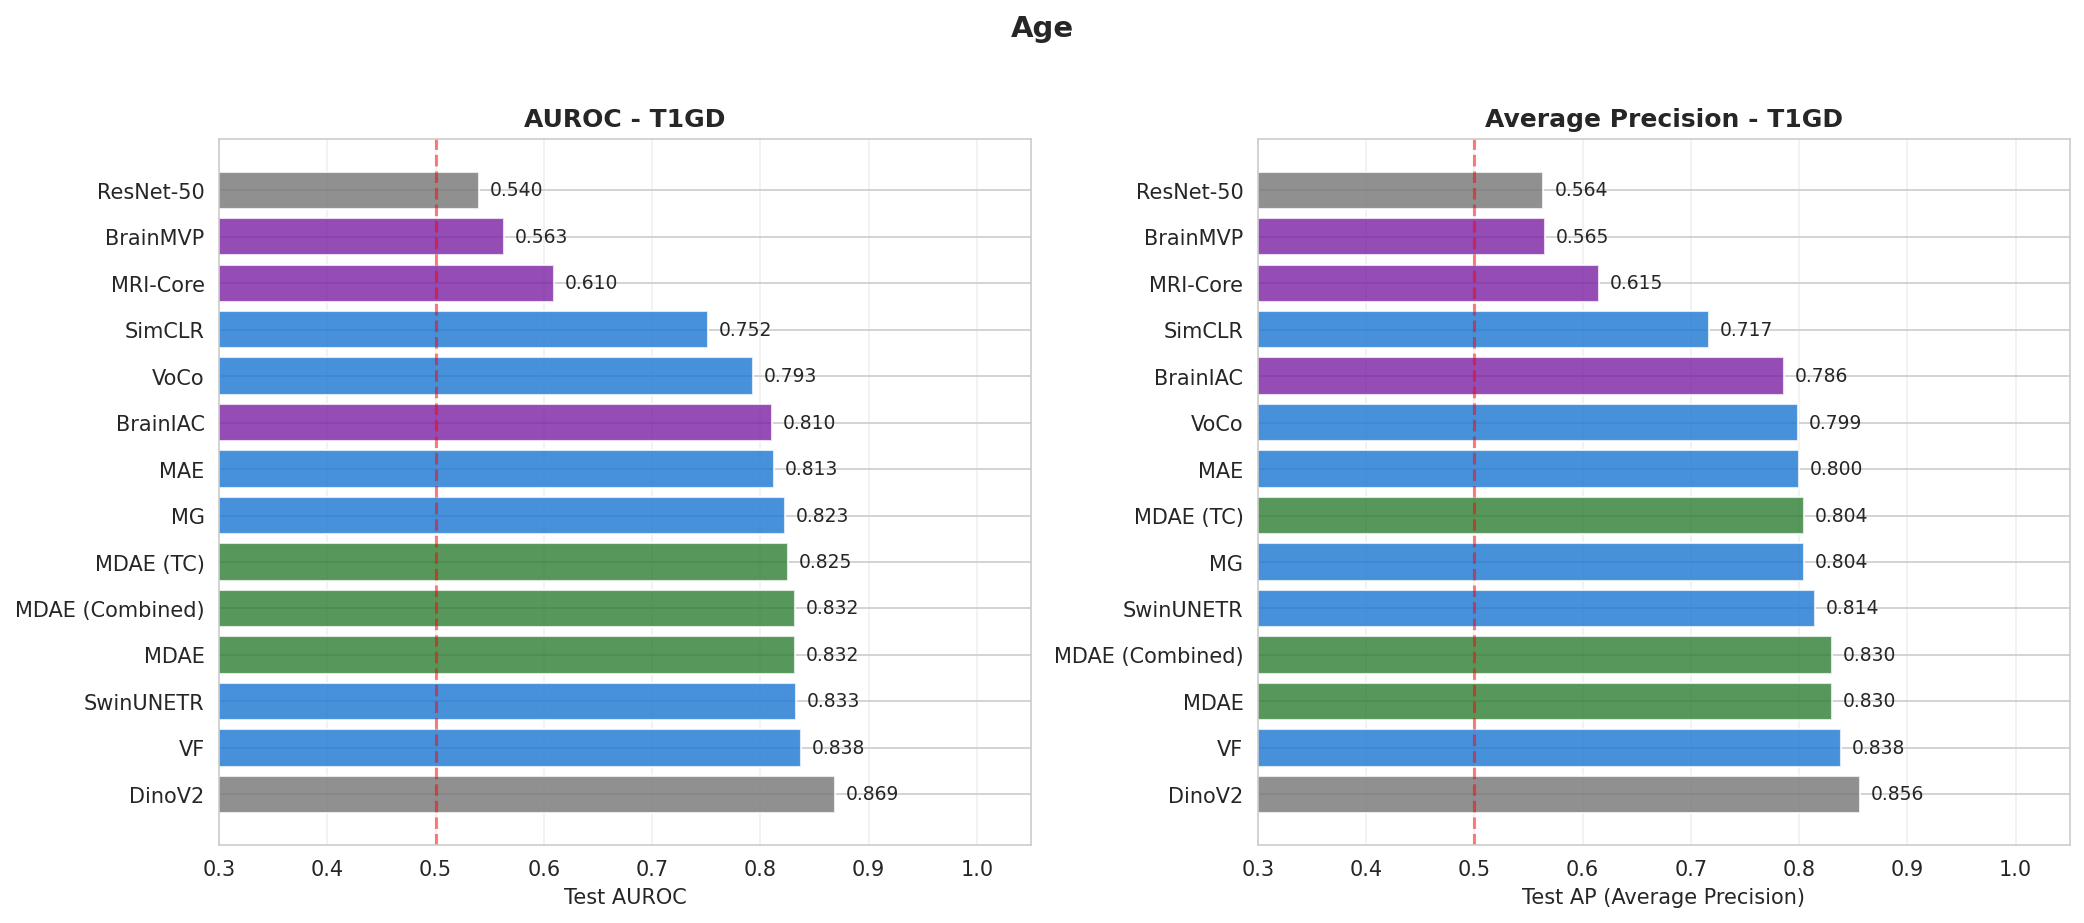 Age
AUROC - T1GD
ResNet-50 0.540
BrainMVP 0.563
MRI-Core 0.610
SimCLR 0.752
VoCo 0.793
BrainIAC 0.810
MAE 0.813
MG 0.823
MDAE (TC) 0.825
MDAE (Combined) 0.832
MDAE 0.832
SwinUNETR 0.833
VF 0.838
DinoV2 0.869
0.3 0.4 0.5 0.6 0.7 0.8 0.9 1.0
Test AUROC
Average Precision - T1GD
ResNet-50 0.564
BrainMVP 0.565
MRI-Core 0.615
SimCLR 0.717
BrainIAC 0.786
VoCo 0.799
MAE 0.800
MDAE (TC) 0.804
MG 0.804
SwinUNETR 0.814
MDAE (Combined) 0.830
MDAE 0.830
VF 0.838
DinoV2 0.856
0.3 0.4 0.5 0.6 0.7 0.8 0.9 1.0
Test AP (Average Precision)